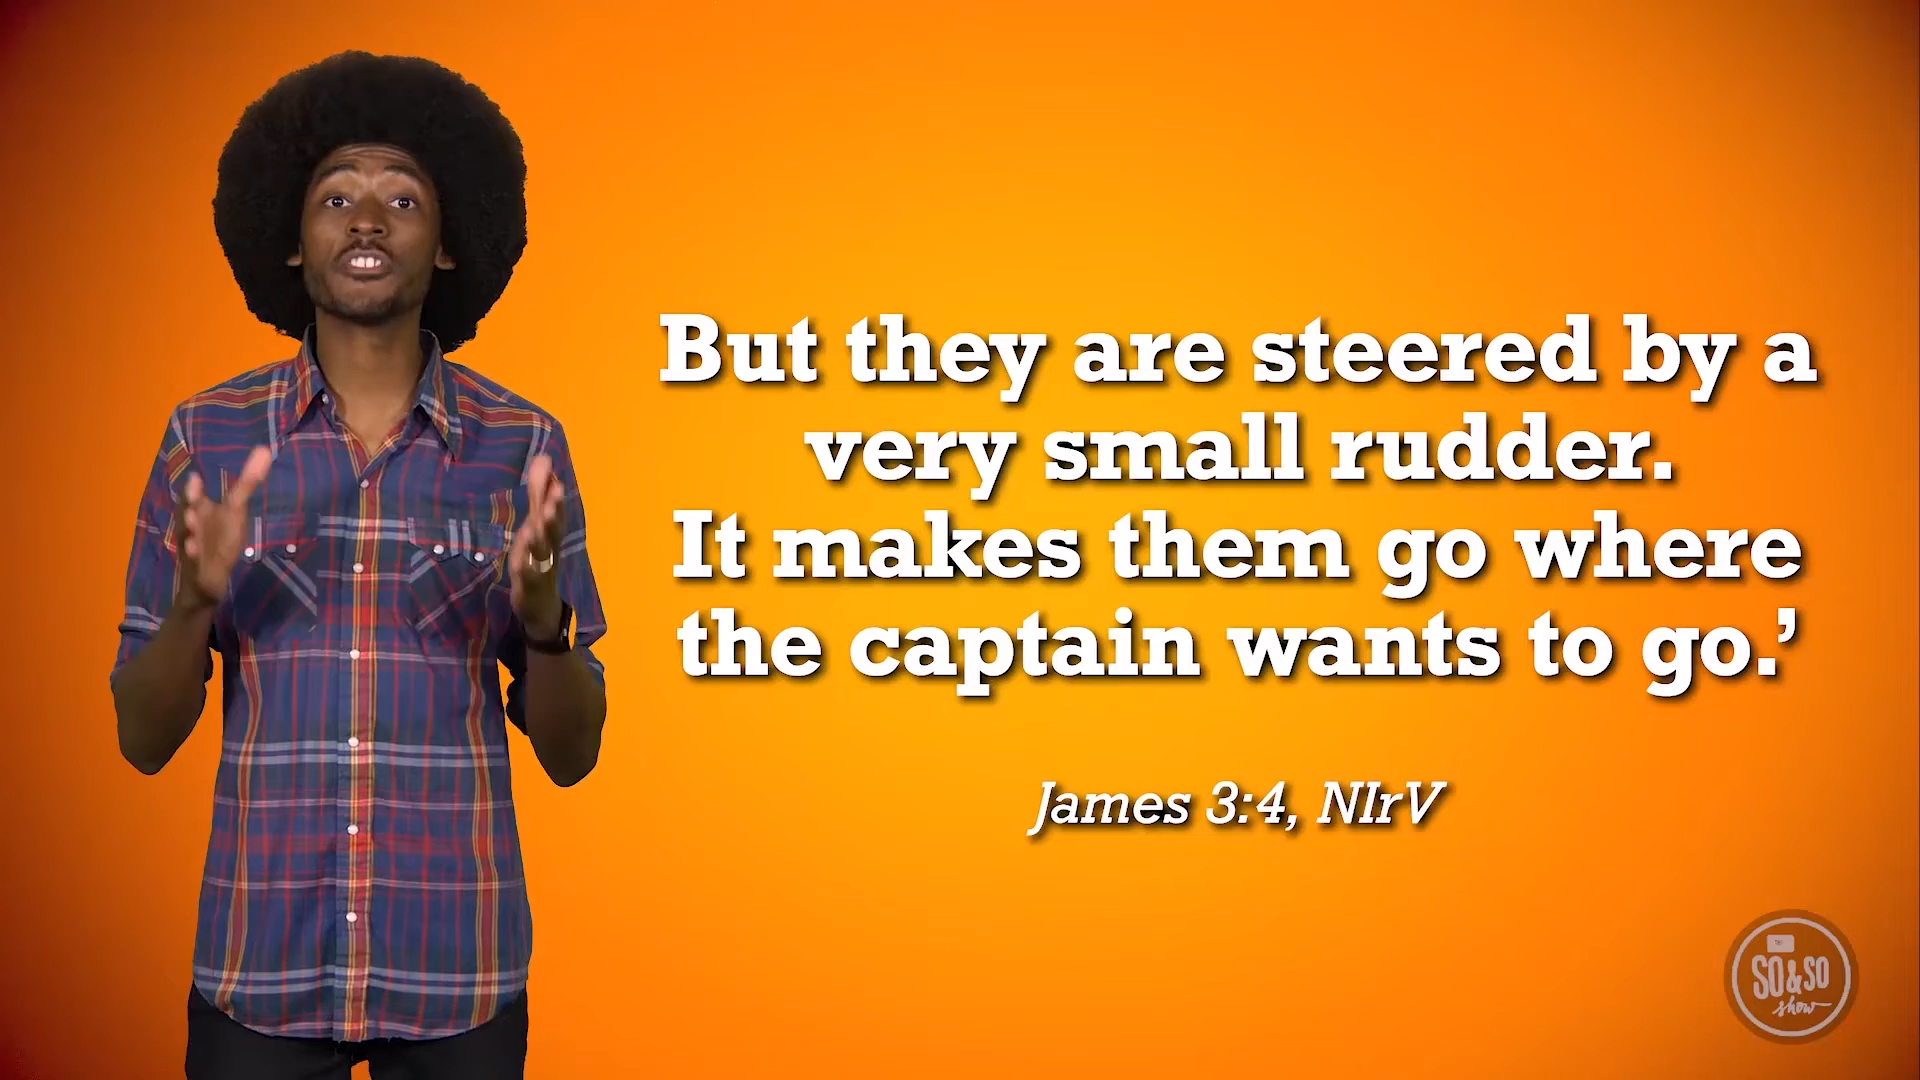 But they are steered by a
very small rudder.
It makes them go where
the captain wants to go.’
James 3:4, NIrV
SO & SO
show